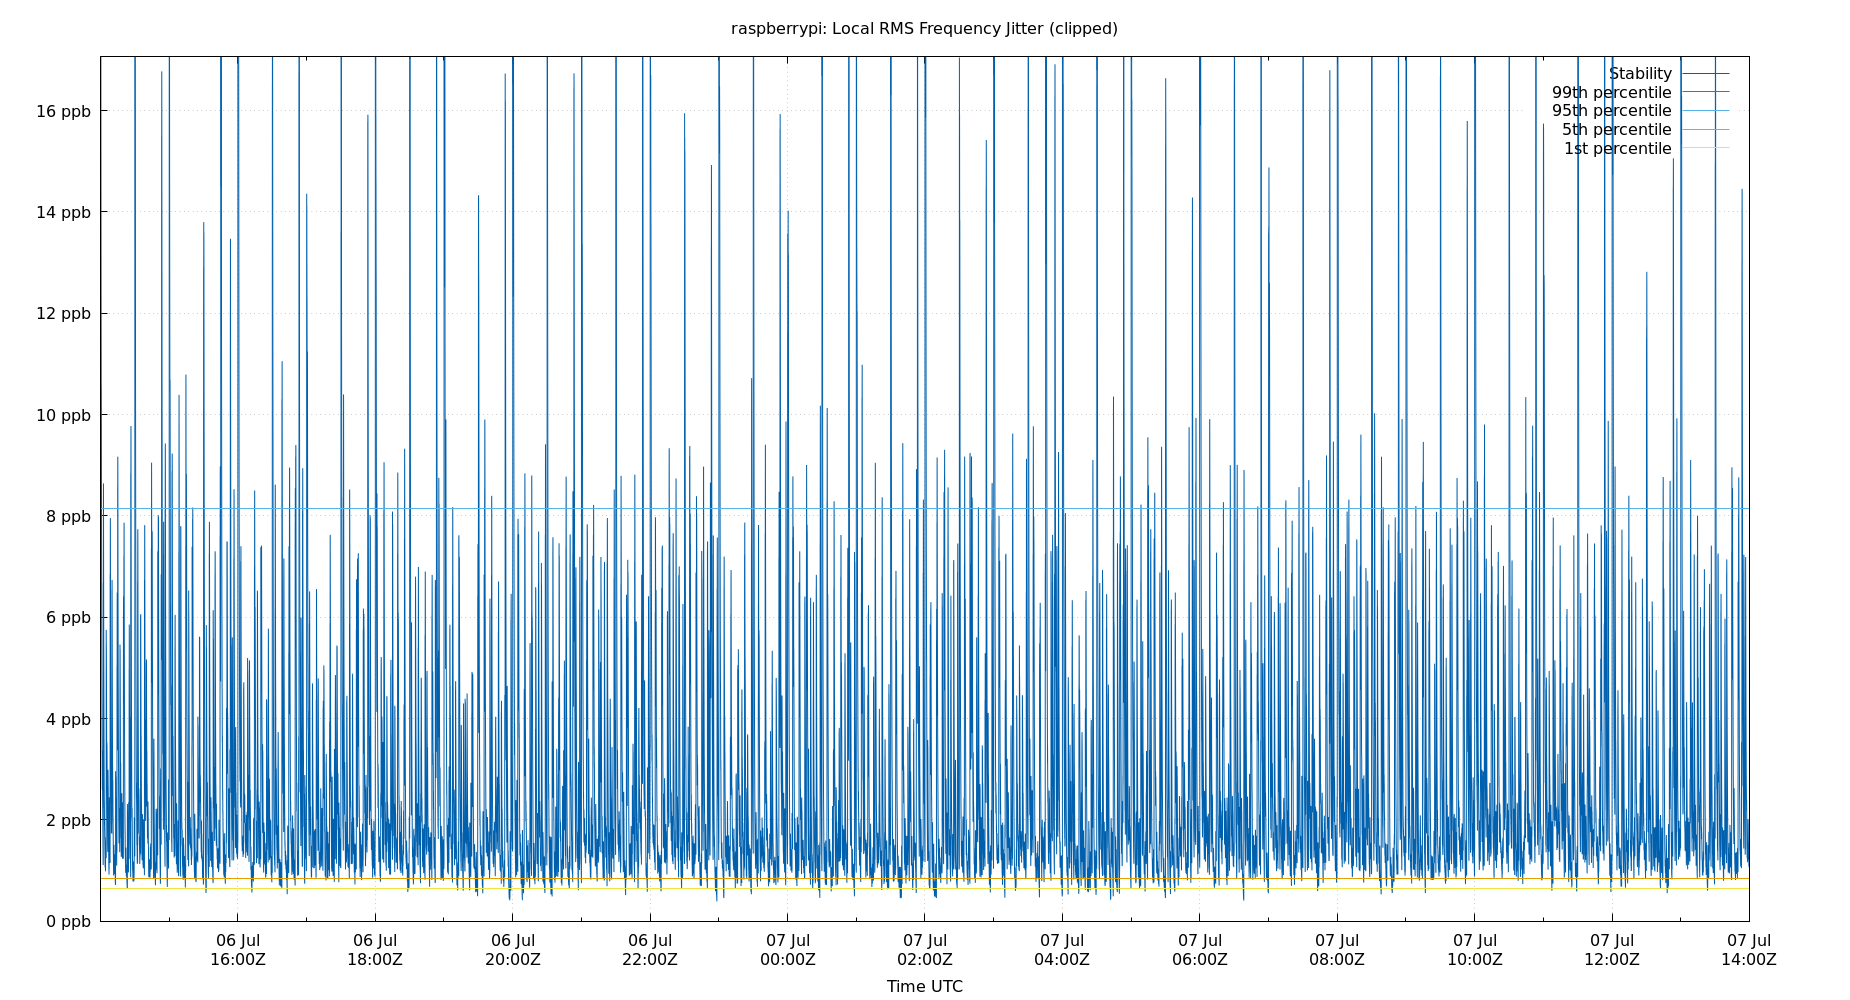 raspberrypi: Local RMS Frequency Jitter (clipped)
Stability
99th percentile
95th percentile
5th percentile
1st percentile
16 ppb
14 ppb
12 ppb
10 ppb
8 ppb
6 ppb
4 ppb
2 ppb
0 ppb
06 Jul 06 Jul 06 Jul 06 Jul 07 Jul 07 Jul 07 Jul 07 Jul 07 Jul 07 Jul 07 Jul 07 Jul
16:00Z 18:00Z 20:00Z 22:00Z 00:00Z 02:00Z 04:00Z 06:00Z 08:00Z 10:00Z 12:00Z 14:00Z
Time UTC